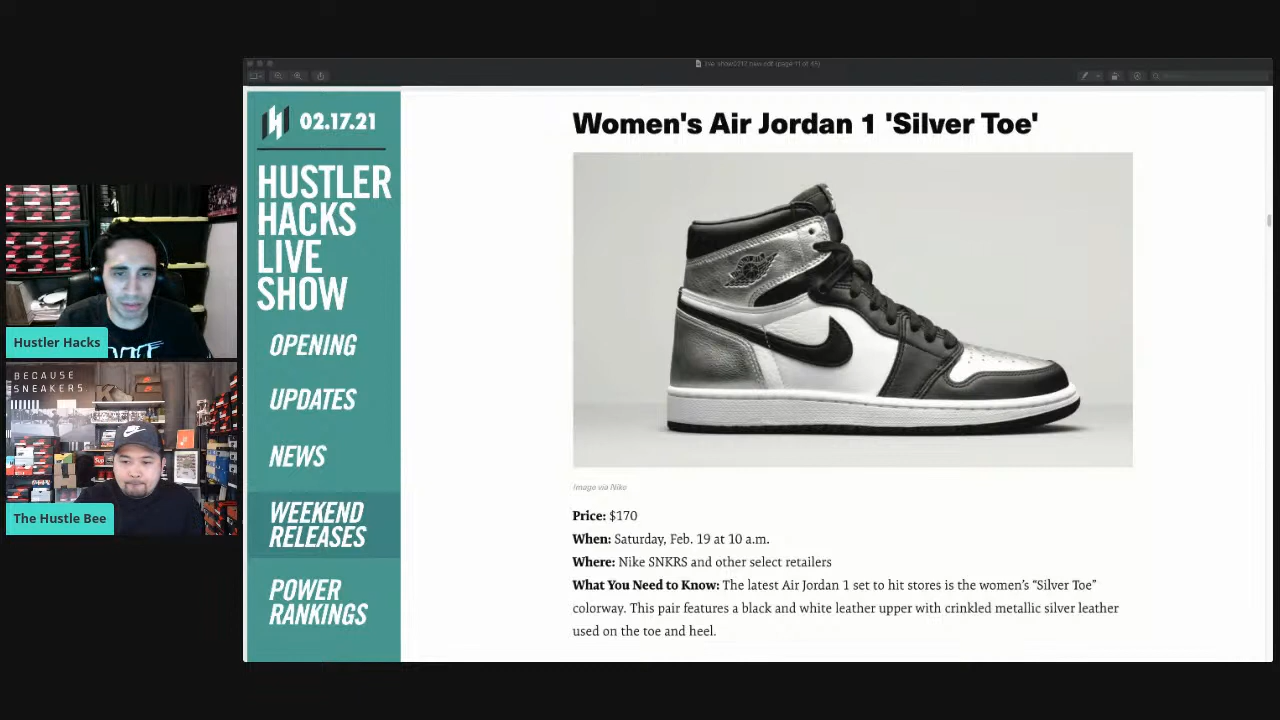 02.17.21
HUSTLER
HACKS
LIVE
SHOW
OPENING
UPDATES
NEWS
WEEKEND
RELEASES
POWER
RANKINGS
Hustler Hacks
BECAUSE
SNEAKERS
The Hustle Bee
Women's Air Jordan 1 'Silver Toe'
Image via Nike
Price: $170
When: Saturday, Feb. 19 at 10 a.m.
Where: Nike SNKRS and other select retailers
What You Need to Know: The latest Air Jordan 1 set to hit stores is the women’s “Silver Toe”
colorway. This pair features a black and white leather upper with crinkled metallic silver leather
used on the toe and heel.